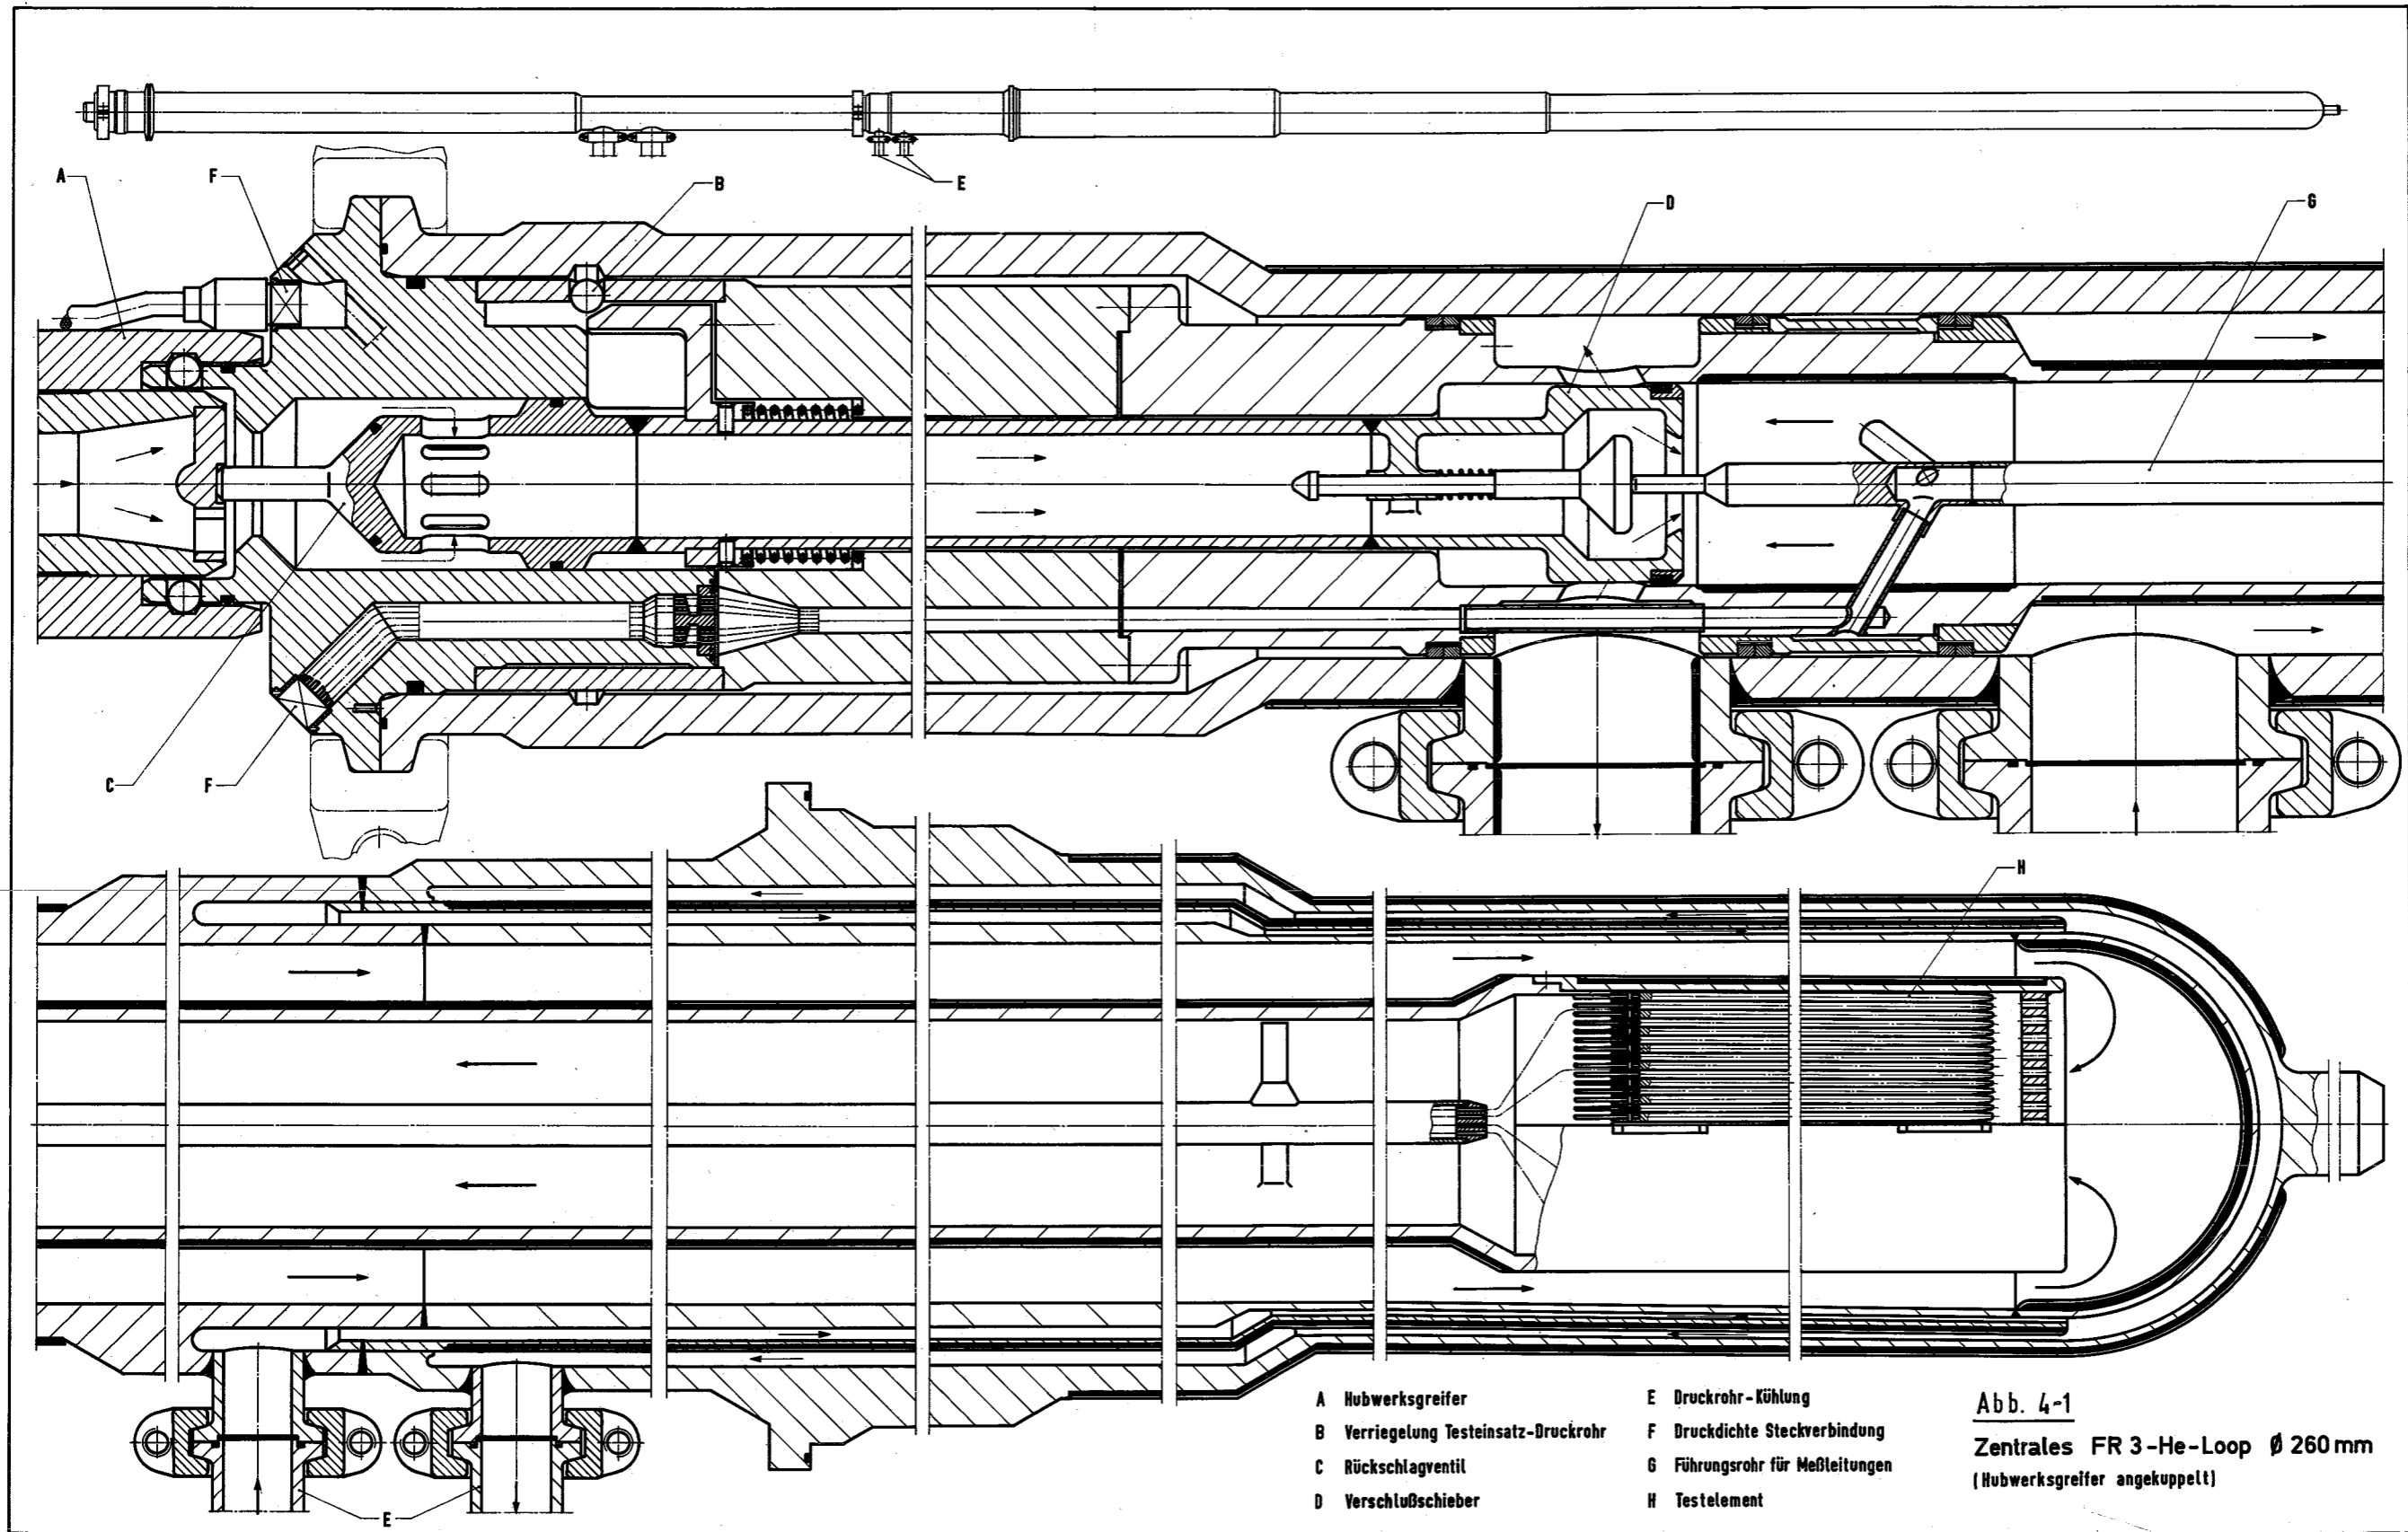 E
A
F
B
D
G
C
F
H
E
A Hubwerksgreifer
B Verriegelung Testeinsatz-Druckrohr
C Rückschlagventil
D Verschlußschieber
E Druckrohr-Kühlung
F Druckdichte Steckverbindung
G Führungsrohr für Meßleitungen
H Testelement
Abb. 4-1
Zentrales FR 3-He-Loop Ø 260 mm
(Hubwerksgreifer angekuppelt)